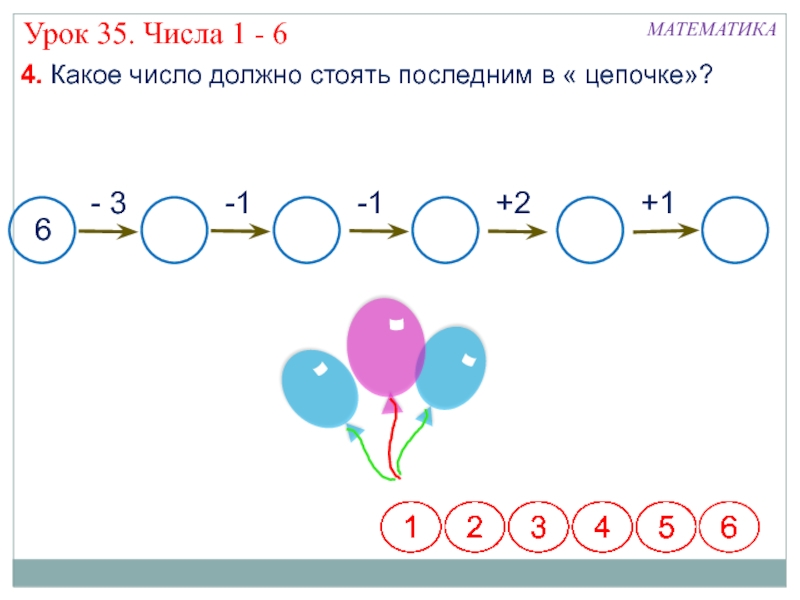 Урок 35. Числа 1 - 6
МАТЕМАТИКА
4. Какое число должно стоять последним в « цепочке»?
- 3 -1 -1 +2 +1
6
1 2 3 4 5 6